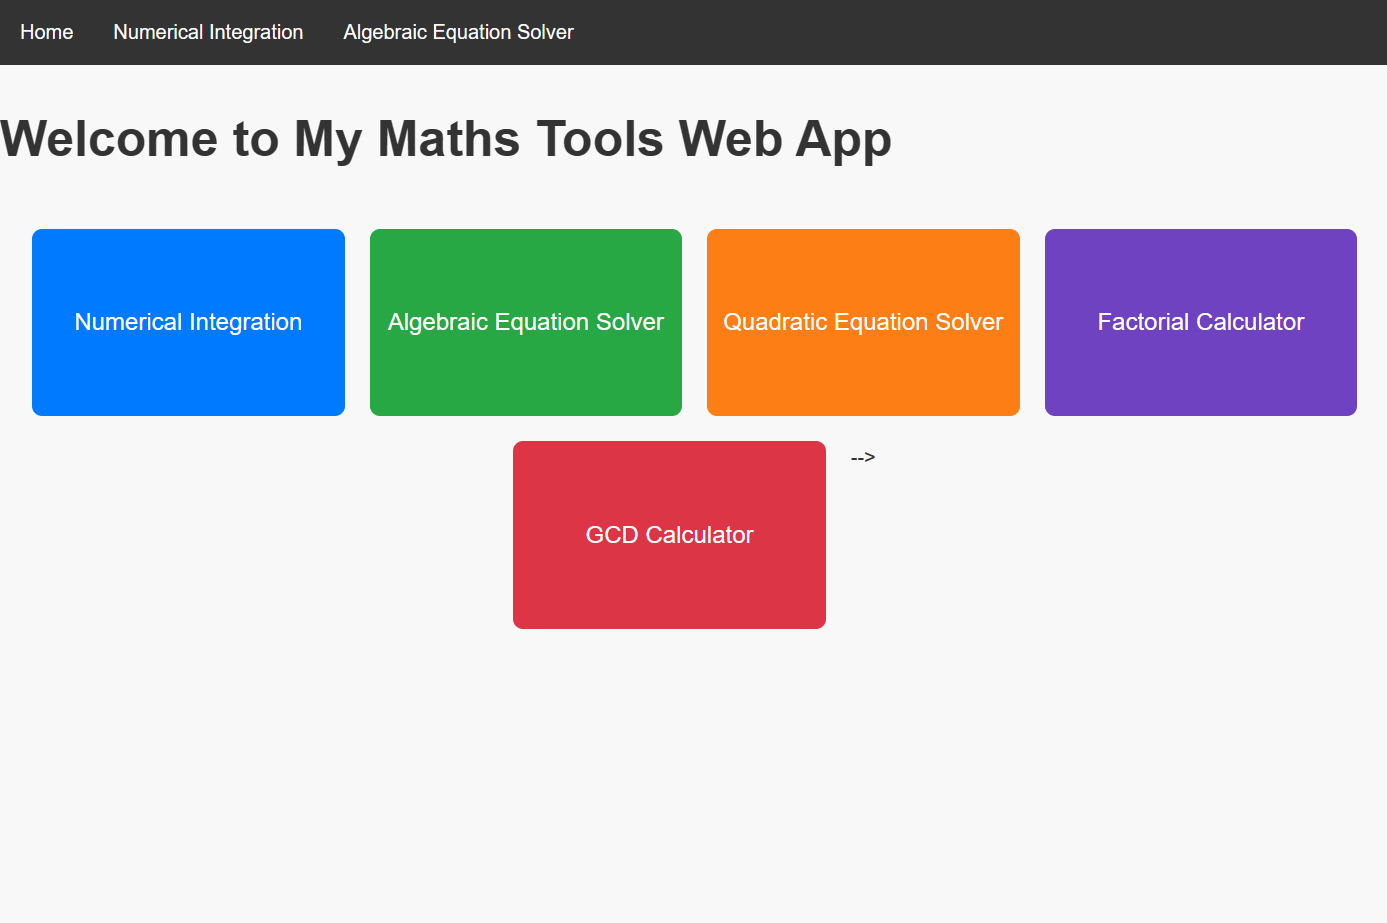 Home Numerical Integration Algebraic Equation Solver
Welcome to My Maths Tools Web App
Numerical Integration
Algebraic Equation Solver
Quadratic Equation Solver
Factorial Calculator
GCD Calculator
-->